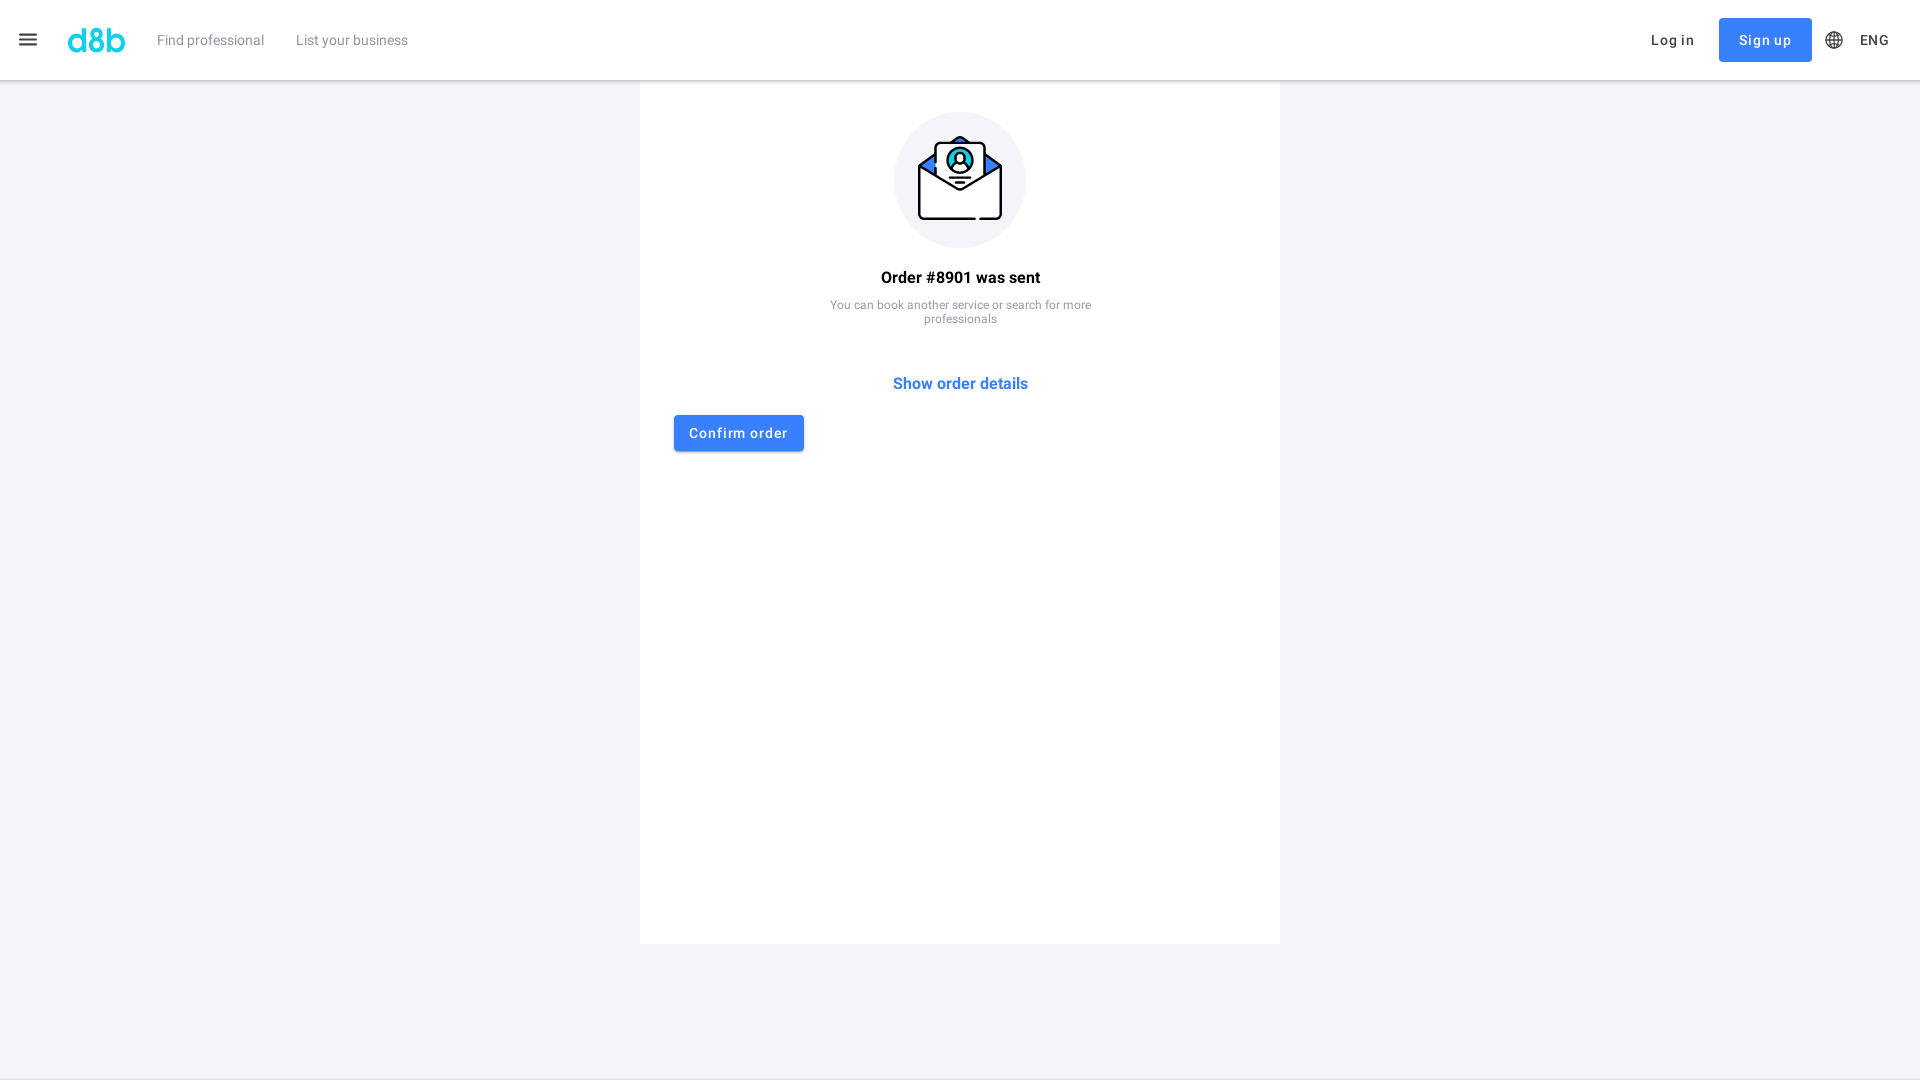 d8b
Find professional
List your business
Log in
Sign up
ENG
Order #8901 was sent
You can book another service or search for more
professionals
Show order details
Confirm order